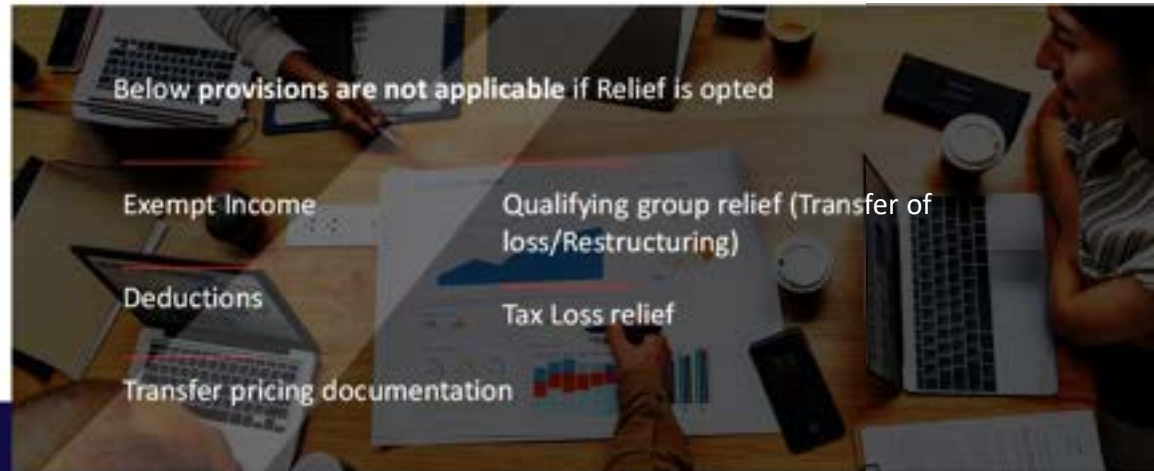 Below provisions are not applicable if Relief is opted
Exempt Income
Deductions
Transfer pricing documentation
Qualifying group relief (Transfer of
loss/Restructuring)
Tax Loss relief